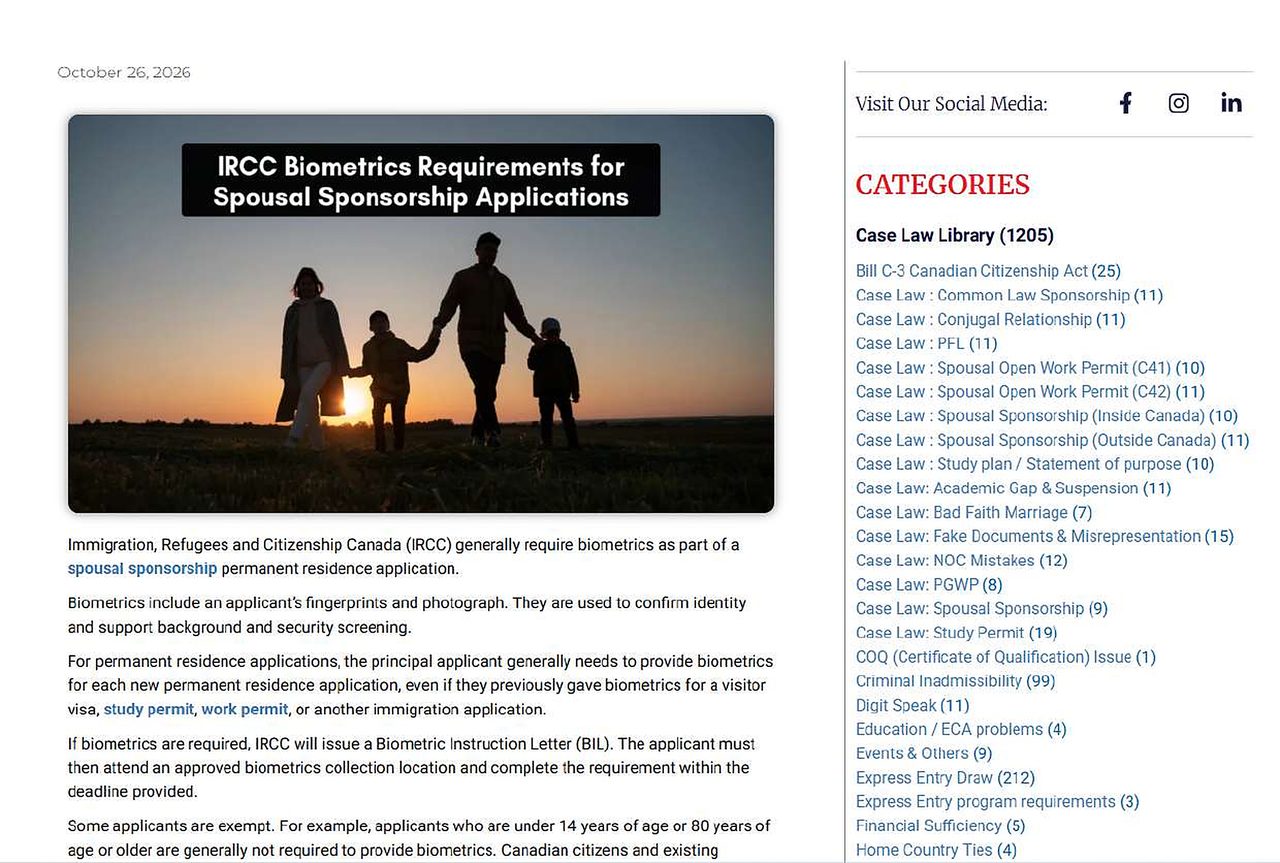 October 26, 2026
IRCC Biometrics Requirements for
Spousal Sponsorship Applications
Immigration, Refugees and Citizenship Canada (IRCC) generally require biometrics as part of a
spousal sponsorship permanent residence application.
Biometrics include an applicant's fingerprints and photograph. They are used to confirm identity
and support background and security screening.
For permanent residence applications, the principal applicant generally needs to provide biometrics
for each new permanent residence application, even if they previously gave biometrics for a visitor
visa, study permit, work permit, or another immigration application.
If biometrics are required, IRCC will issue a Biometric Instruction Letter (BIL). The applicant must
then attend an approved biometrics collection location and complete the requirement within the
deadline provided.
Some applicants are exempt. For example, applicants who are under 14 years of age or 80 years of
age or older are generally not required to provide biometrics. Canadian citizens and existing
Visit Our Social Media:
CATEGORIES
Case Law Library (1205)
Bill C-3 Canadian Citizenship Act (25)
Case Law : Common Law Sponsorship (11)
Case Law : Conjugal Relationship (11)
Case Law : PFL (11)
Case Law : Spousal Open Work Permit (C41) (10)
Case Law : Spousal Open Work Permit (C42) (11)
Case Law : Spousal Sponsorship (Inside Canada) (10)
Case Law : Spousal Sponsorship (Outside Canada) (11)
Case Law : Study plan / Statement of purpose (10)
Case Law: Academic Gap & Suspension (11)
Case Law: Bad Faith Marriage (7)
Case Law: Fake Documents & Misrepresentation (15)
Case Law: NOC Mistakes (12)
Case Law: PGWP (8)
Case Law: Spousal Sponsorship (9)
Case Law: Study Permit (19)
COQ (Certificate of Qualification) Issue (1)
Criminal Inadmissibility (99)
Digit Speak (11)
Education / ECA problems (4)
Events & Others (9)
Express Entry Draw (212)
Express Entry program requirements (3)
Financial Sufficiency (5)
Home Country Ties (4)